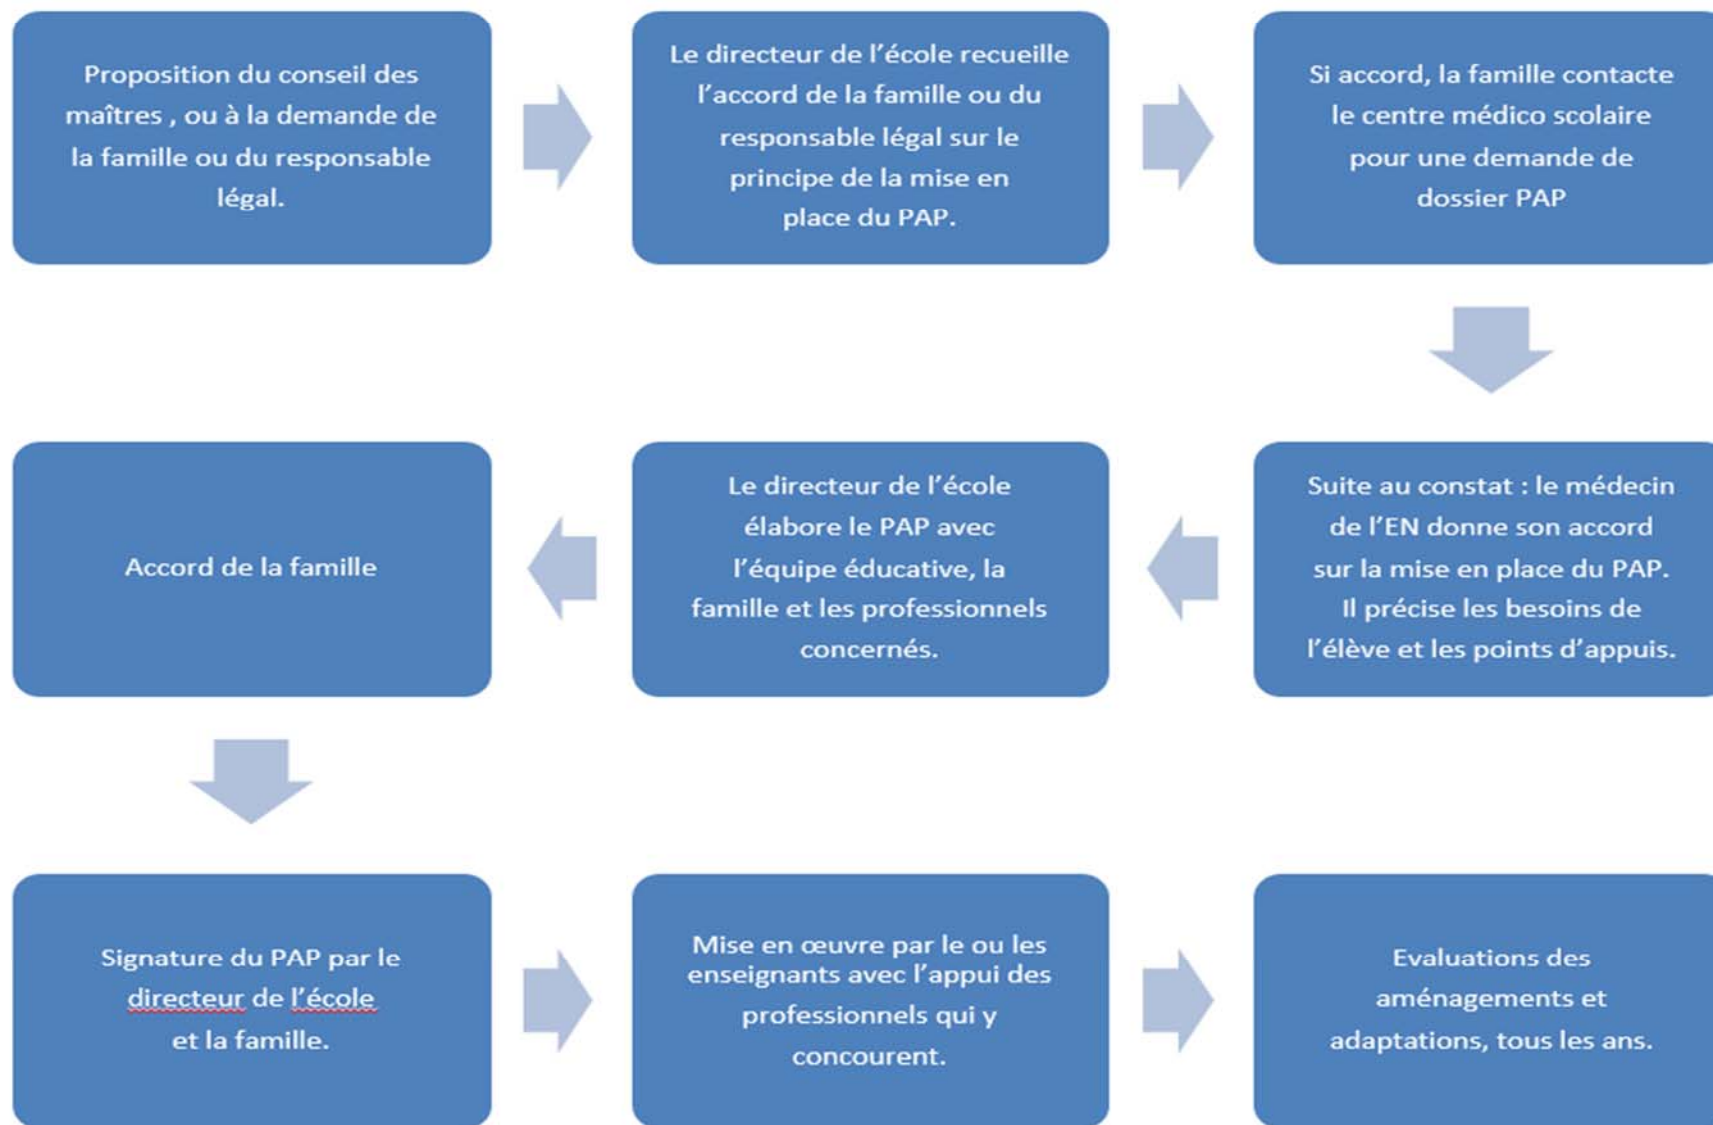 Proposition du conseil des
maîtres , ou à la demande de
la famille ou du responsable
légal.
Le directeur de l’école recueille
l’accord de la famille ou du
responsable légal sur le
principe de la mise en
place du PAP.
Si accord, la famille contacte
le centre médico scolaire
pour une demande de
dossier PAP
Suite au constat : le médecin
de l’EN donne son accord
sur la mise en place du PAP.
Il précise les besoins de
l’élève et les points d’appuis.
Le directeur de l’école
élabore le PAP avec
l’équipe éducative, la
famille et les professionnels
concernés.
Accord de la famille
Signature du PAP par le
directeur de l’école
et la famille.
Mise en œuvre par le ou les
enseignants avec l’appui des
professionnels qui y
concourent.
Evaluations des
aménagements et
adaptations, tous les ans.